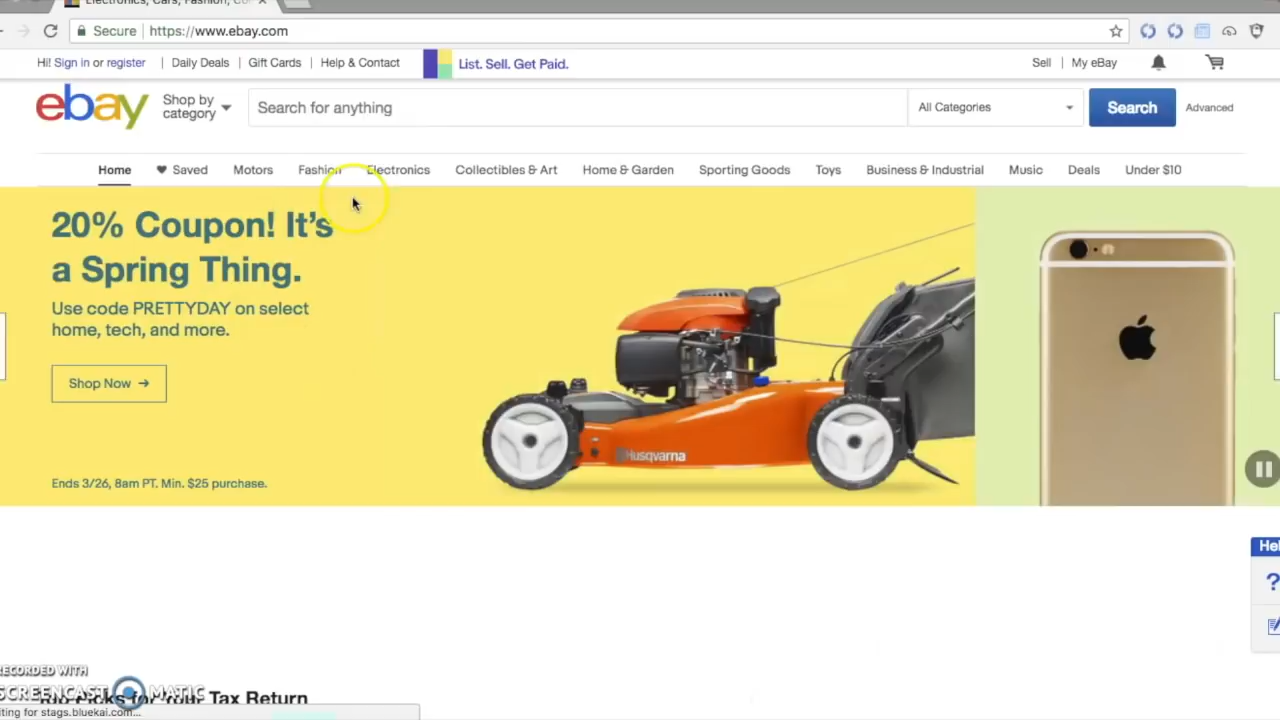 Secure https://www.ebay.com
Hi! Sign in or register Daily Deals Gift Cards Help & Contact List. Sell. Get Paid. Sell My eBay
ebay Shop by category Search for anything All Categories Search Advanced
Home Saved Motors Fashion Electronics Collectibles & Art Home & Garden Sporting Goods Toys Business & Industrial Music Deals Under $10
20% Coupon! It's
a Spring Thing.
Use code PRETTYDAY on select
home, tech, and more.
Shop Now →
Husqvarna
Ends 3/26, 8am PT. Min. $25 purchase.
?
RECORDED WITH
SCREENCAST MATIC
for Your Tax Return
stags.bluekai.com...